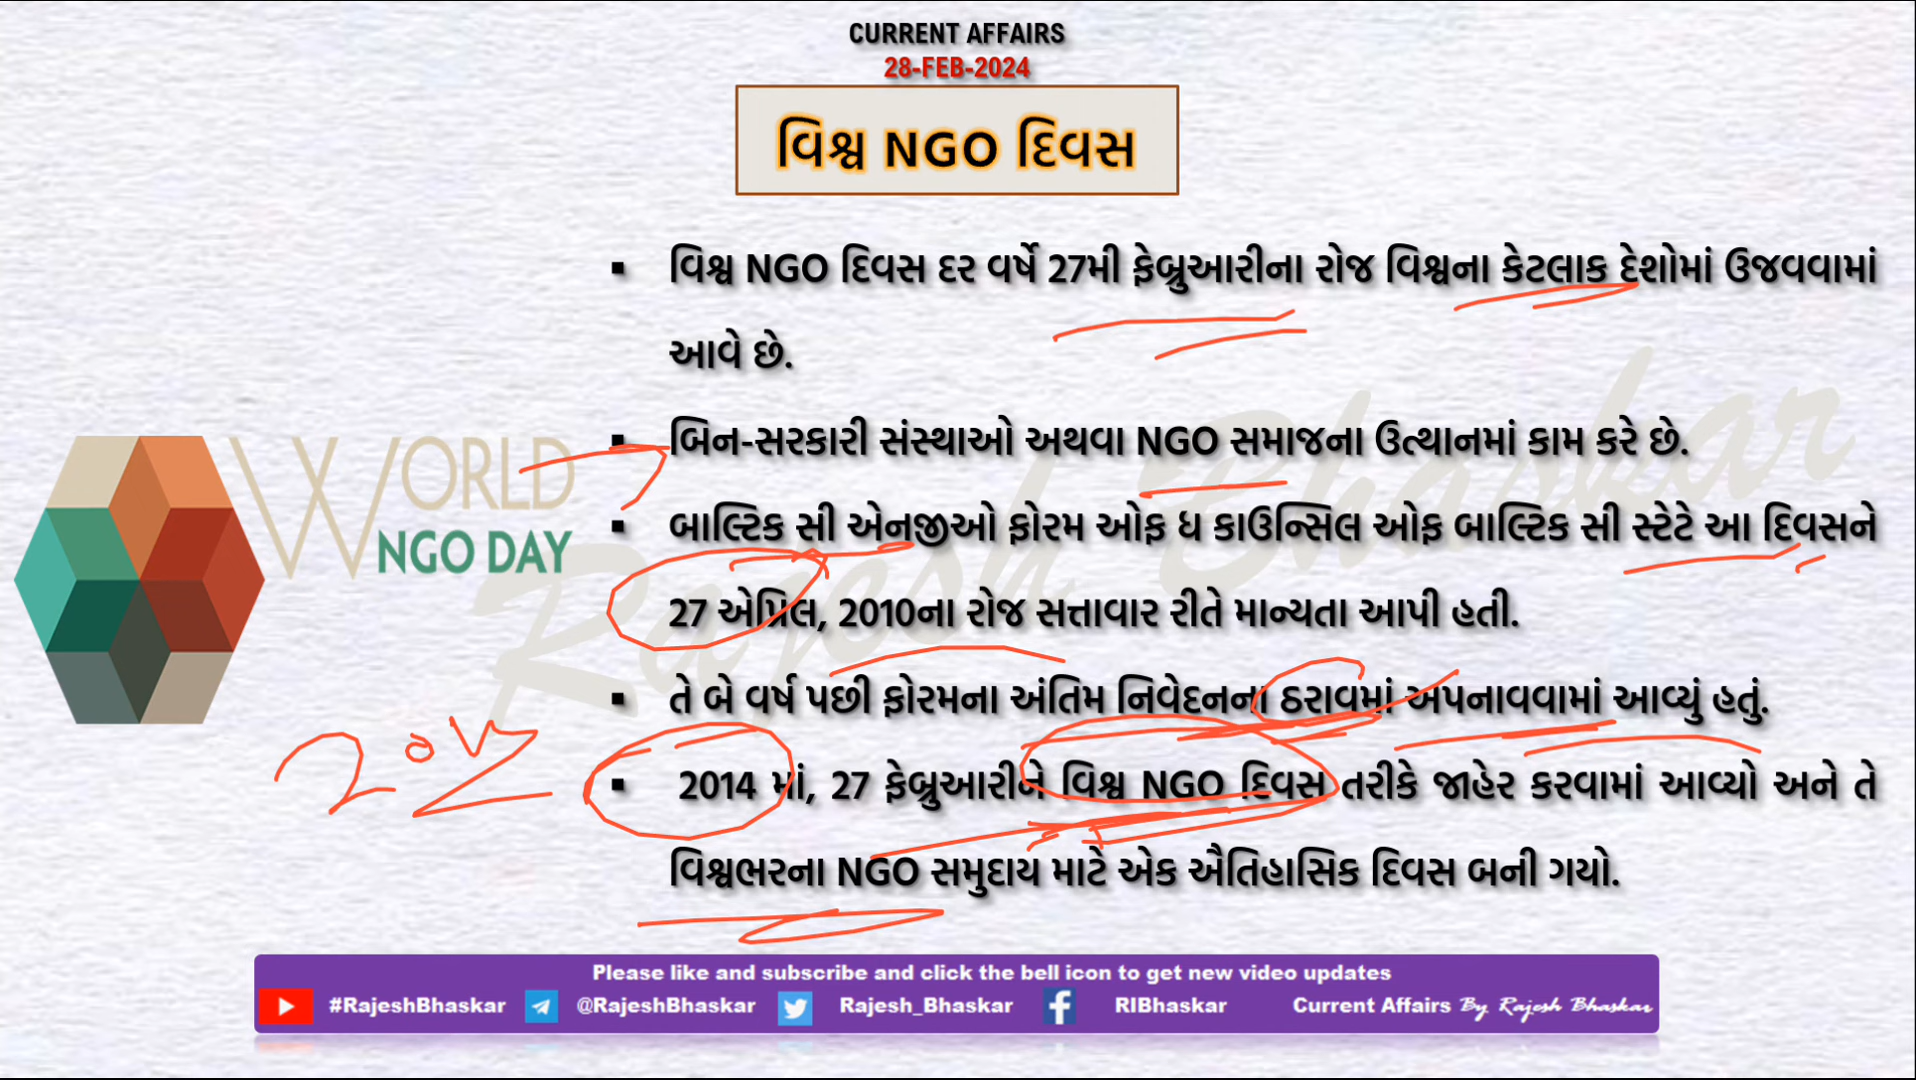 CURRENT AFFAIRS
28-FEB-2024
વિશ્વ NGO દિવસ
▪ વિશ્વ NGO દિવસ દર વર્ષે 27મી ફેબ્રુઆરીના રોજ વિશ્વના કેટલાક દેશોમાં ઉજવવામાં
આવે છે.
▪ બિન-સરકારી સંસ્થાઓ અથવા NGO સમાજના ઉત્થાનમાં કામ કરે છે.
▪ બાલ્ટિક સી એનજીઓ ફોરમ ઓફ ધ કાઉન્સિલ ઓફ બાલ્ટિક સી સ્ટેટે આ દિવસને
27 એપ્રિલ, 2010ના રોજ સત્તાવાર રીતે માન્યતા આપી હતી.
▪ તે બે વર્ષ પછી ફોરમના અંતિમ નિવેદનના ઠરાવમાં અપનાવવામાં આવ્યું હતું.
▪ 2014 માં, 27 ફેબ્રુઆરીને વિશ્વ NGO દિવસ તરીકે જાહેર કરવામાં આવ્યો અને તે
વિશ્વભરના NGO સમુદાય માટે એક ઐતિહાસિક દિવસ બની ગયો.
WORLD
NGO DAY
Rajesh Bhaskar
Please like and subscribe and click the bell icon to get new video updates
#RajeshBhaskar @RajeshBhaskar Rajesh_Bhaskar RIBhaskar Current Affairs By Rajesh Bhaskar